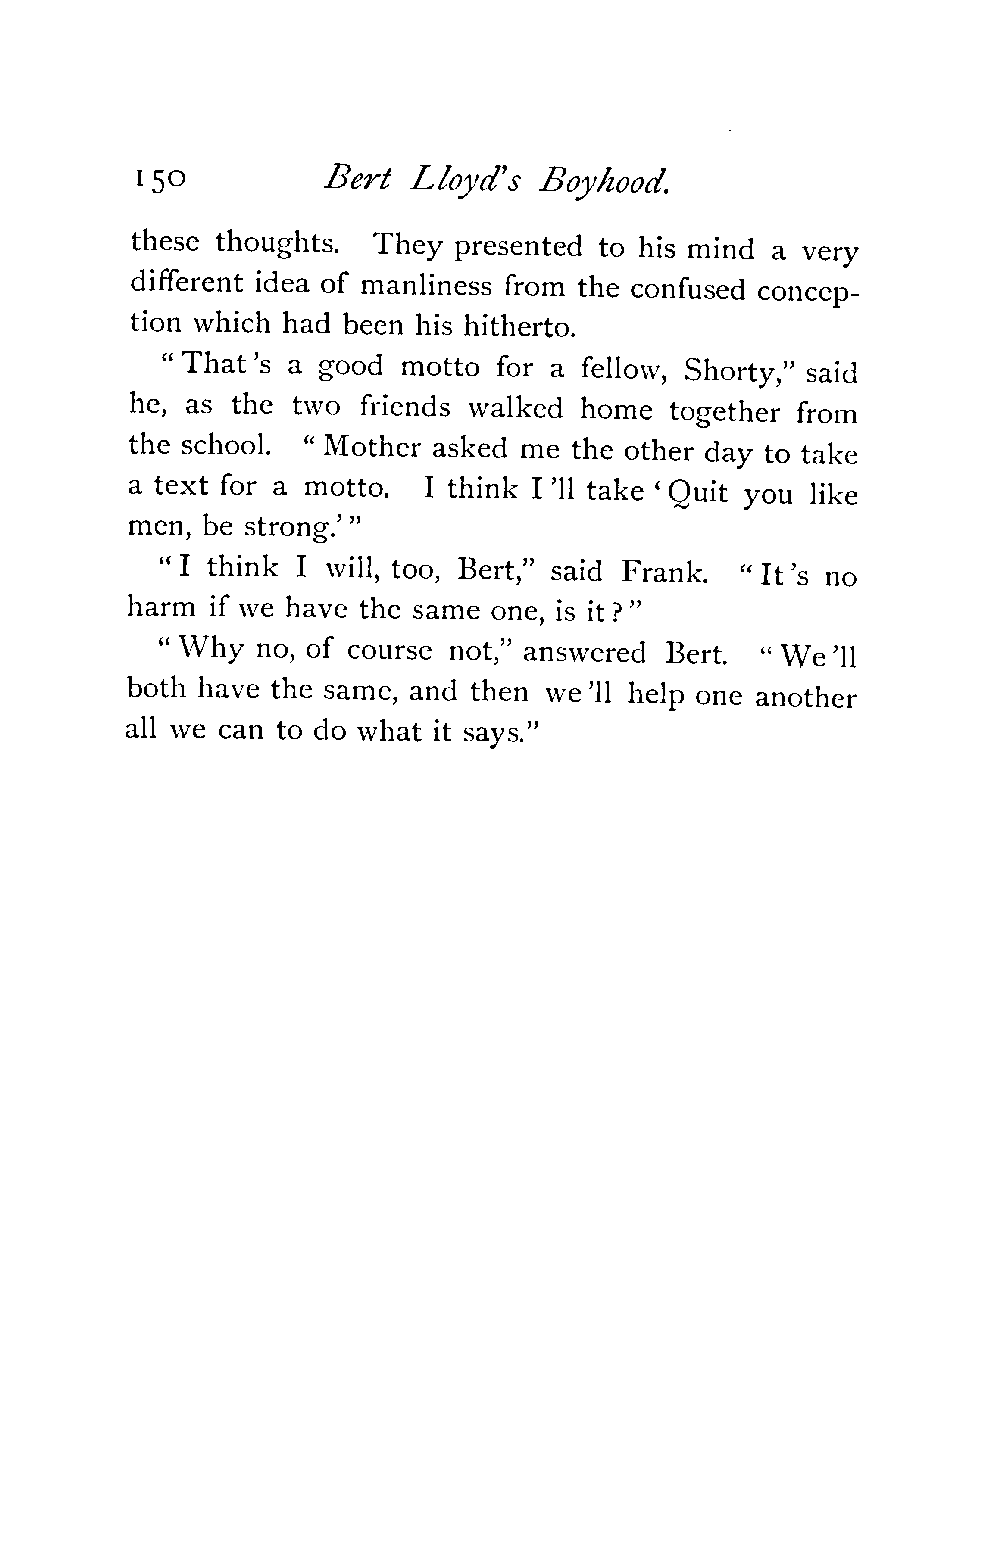 150 Bert Lloyd's Boyhood.
these thoughts. They presented to his mind a very
different idea of manliness from the confused concep-
tion which had been his hitherto.
"That's a good motto for a fellow, Shorty," said
he, as the two friends walked home together from
the school. "Mother asked me the other day to take
a text for a motto. I think I'll take 'Quit you like
men, be strong.'"
"I think I will, too, Bert," said Frank. "It's no
harm if we have the same one, is it?"
"Why no, of course not," answered Bert. "We'll
both have the same, and then we'll help one another
all we can to do what it says."